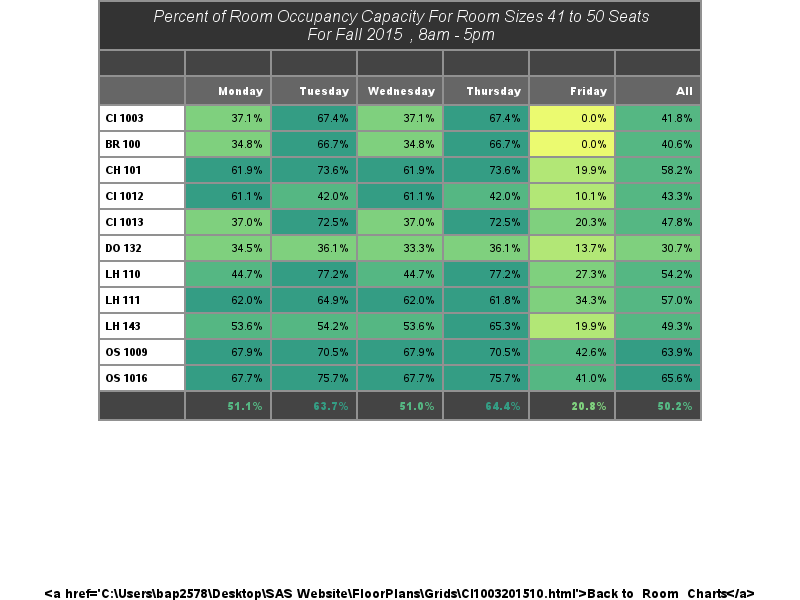 Percent of Room Occupancy Capacity For Room Sizes 41 to 50 Seats
For Fall 2015 , 8am - 5pm
Monday Tuesday Wednesday Thursday Friday All
CI 1003 37.1% 67.4% 37.1% 67.4% 0.0% 41.8%
BR 100 34.8% 66.7% 34.8% 66.7% 0.0% 40.6%
CH 101 61.9% 73.6% 61.9% 73.6% 19.9% 58.2%
CI 1012 61.1% 42.0% 61.1% 42.0% 10.1% 43.3%
CI 1013 37.0% 72.5% 37.0% 72.5% 20.3% 47.8%
DO 132 34.5% 36.1% 33.3% 36.1% 13.7% 30.7%
LH 110 44.7% 77.2% 44.7% 77.2% 27.3% 54.2%
LH 111 62.0% 64.9% 62.0% 61.8% 34.3% 57.0%
LH 143 53.6% 54.2% 53.6% 65.3% 19.9% 49.3%
OS 1009 67.9% 70.5% 67.9% 70.5% 42.6% 63.9%
OS 1016 67.7% 75.7% 67.7% 75.7% 41.0% 65.6%
51.1% 63.7% 51.0% 64.4% 20.8% 50.2%
<a href='C:\Users\bap2578\Desktop\SAS Website\FloorPlans\Grids\CI1003201510.html'>Back to Room Charts</a>